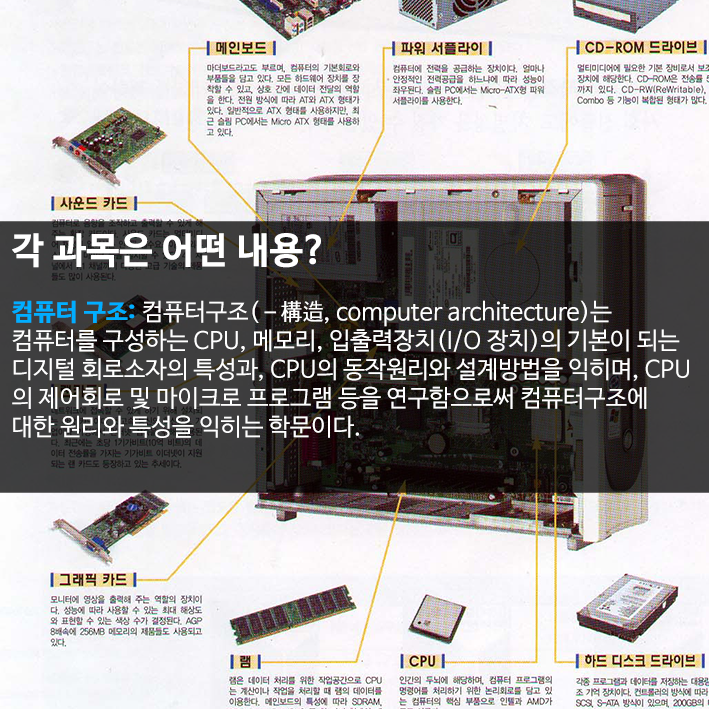 메인보드
마더보드라고도 부르며, 컴퓨터의 기본회로와
부품들을 담고 있다. 모든 하드웨어 장치를 장
착할 수 있고, 상호 간에 데이터 전달의 역할
을 한다. 전원 방식에 따라 AT와 ATX 형태가
있다. 일반적으로 ATX 형태를 사용하지만, 최
근 슬림 PC에서는 Micro ATX 형태를 사용하
고 있다.
파워 서플라이
컴퓨터에 전력을 공급하는 장치이다. 얼마나
안정적인 전력공급을 하느냐에 따라 성능이
좌우된다. 슬림 PC에서는 Micro-ATX형 파워
서플라이를 사용한다.
CD-ROM 드라이브
멀티미디어에 필요한 기본 장비로서 보조
장치에 해당한다. CD-ROM은 전송률
까지 있다. CD-RW(ReWritable),
Combo 등 기능이 복합된 형태가 많다.
사운드 카드
컴퓨터로 음향을 조작하고 출력할 수 있게 해
들도 많이 사용된다.
각 과목은 어떤 내용?
컴퓨터 구조: 컴퓨터구조(－構造, computer architecture)는
컴퓨터를 구성하는 CPU, 메모리, 입출력장치(I/O 장치)의 기본이 되는
디지털 회로소자의 특성과, CPU의 동작원리와 설계방법을 익히며, CPU
의 제어회로 및 마이크로 프로그램 등을 연구함으로써 컴퓨터구조에
대한 원리와 특성을 익히는 학문이다.
다. 최근에는 초당 1기가비트(10억 비트)의 데
이터 전송률을 가지는 기가비트 이더넷이 지원
되는 랜 카드도 등장하고 있는 추세이다.
그래픽 카드
모니터에 영상을 출력해 주는 역할의 장치이
다. 성능에 따라 사용할 수 있는 최대 해상도
와 표현할 수 있는 색상 수가 결정된다. AGP
8배속에 256MB 메모리의 제품들도 사용되고
있다.
램
램은 데이터 처리를 위한 작업공간으로 CPU
는 계산이나 작업을 처리할 때 램의 데이터를
이용한다. 메인보드의 특성에 따라 SDRAM,
CPU
인간의 두뇌에 해당하며, 컴퓨터 프로그램의
명령어를 처리하기 위한 논리회로를 담고 있
는 컴퓨터의 핵심 부품으로 인텔과 AMD가
하드 디스크 드라이브
각종 프로그램과 데이터를 저장하는 대용량
조 기억 장치이다. 컨트롤러의 방식에 따라
SCSI, S-ATA 방식이 있으며, 200GB의